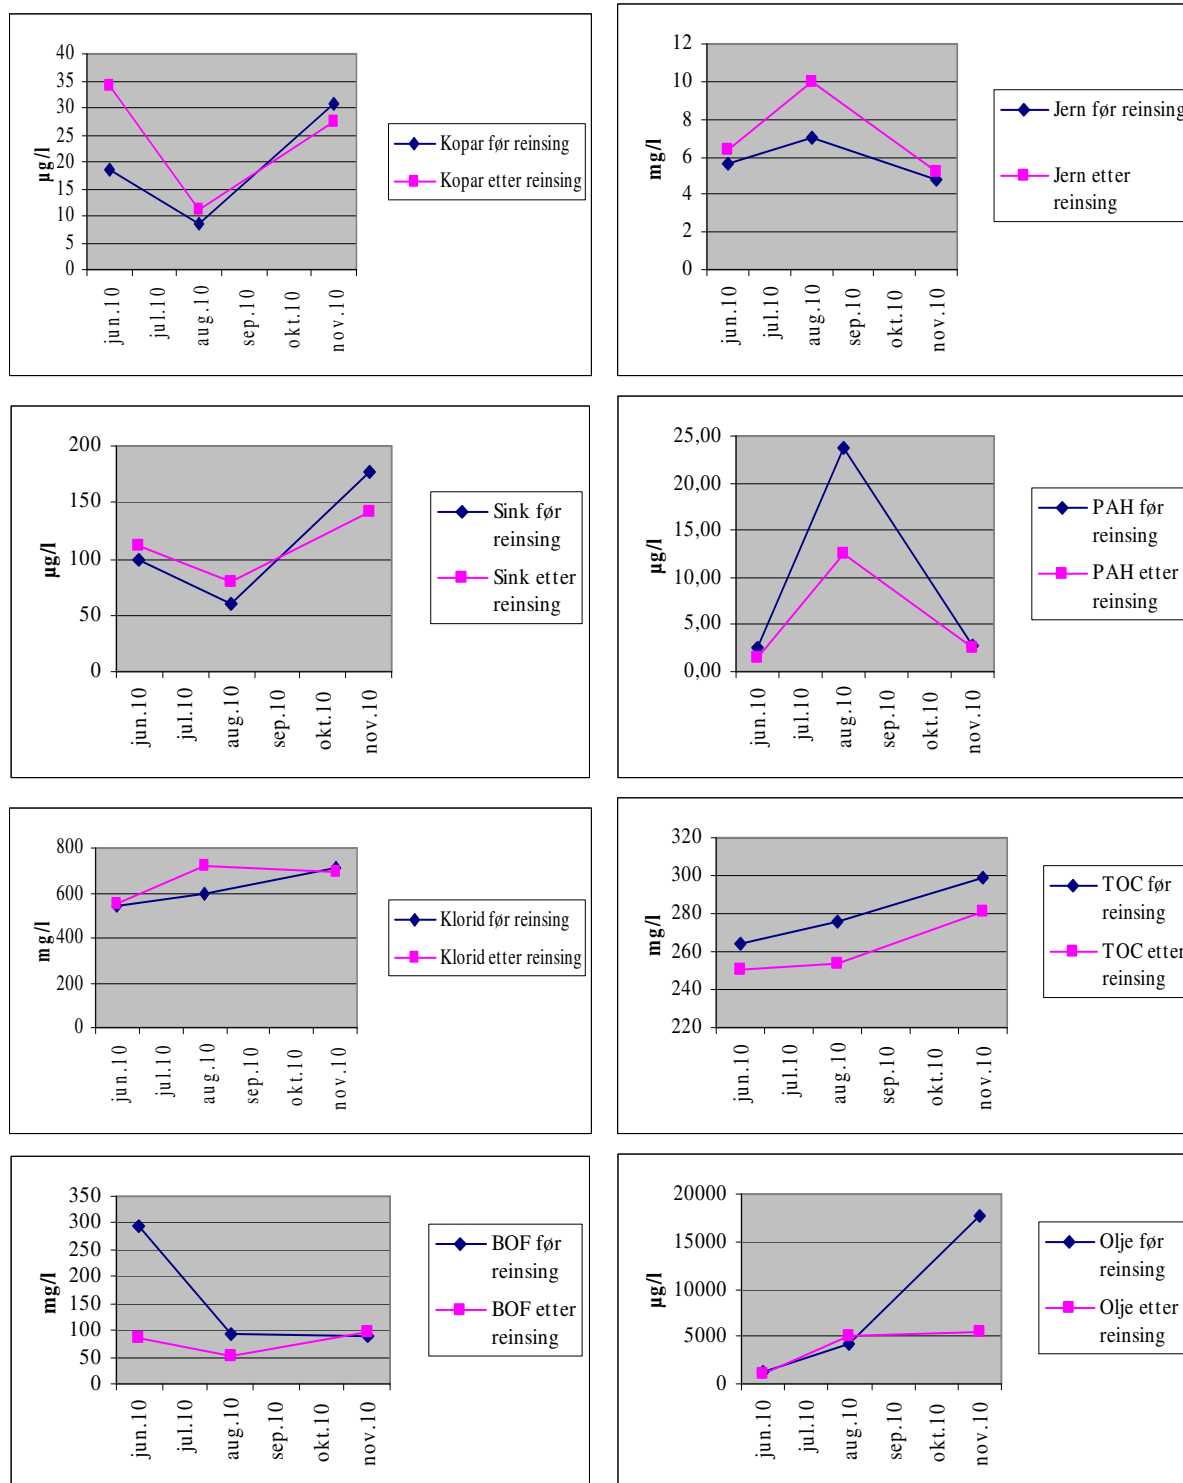 40
35
30
25
20
15
10
5
0
µg/l
jun.10
jul.10
aug.10
sep.10
okt.10
nov.10
Kopar før reinsing
Kopar etter reinsing
12
10
8
6
4
2
0
mg/l
jun.10
jul.10
aug.10
sep.10
okt.10
nov.10
Jern før reinsing
Jern etter
reinsing
200
150
100
50
0
µg/l
jun.10
jul.10
aug.10
sep.10
okt.10
nov.10
Sink før
reinsing
Sink etter
reinsing
25,00
20,00
15,00
10,00
5,00
0,00
µg/l
jun.10
jul.10
aug.10
sep.10
okt.10
nov.10
PAH før
reinsing
PAH etter
reinsing
800
600
400
200
0
mg/l
jun.10
jul.10
aug.10
sep.10
okt.10
nov.10
Klorid før reinsing
Klorid etter reinsing
320
300
280
260
240
220
mg/l
jun.10
jul.10
aug.10
sep.10
okt.10
nov.10
TOC før
reinsing
TOC etter
reinsing
350
300
250
200
150
100
50
0
mg/l
jun.10
jul.10
aug.10
sep.10
okt.10
nov.10
BOF før
reinsing
BOF etter
reinsing
20000
15000
10000
5000
0
µg/l
jun.10
jul.10
aug.10
sep.10
okt.10
nov.10
Olje før
reinsing
Olje etter
reinsing